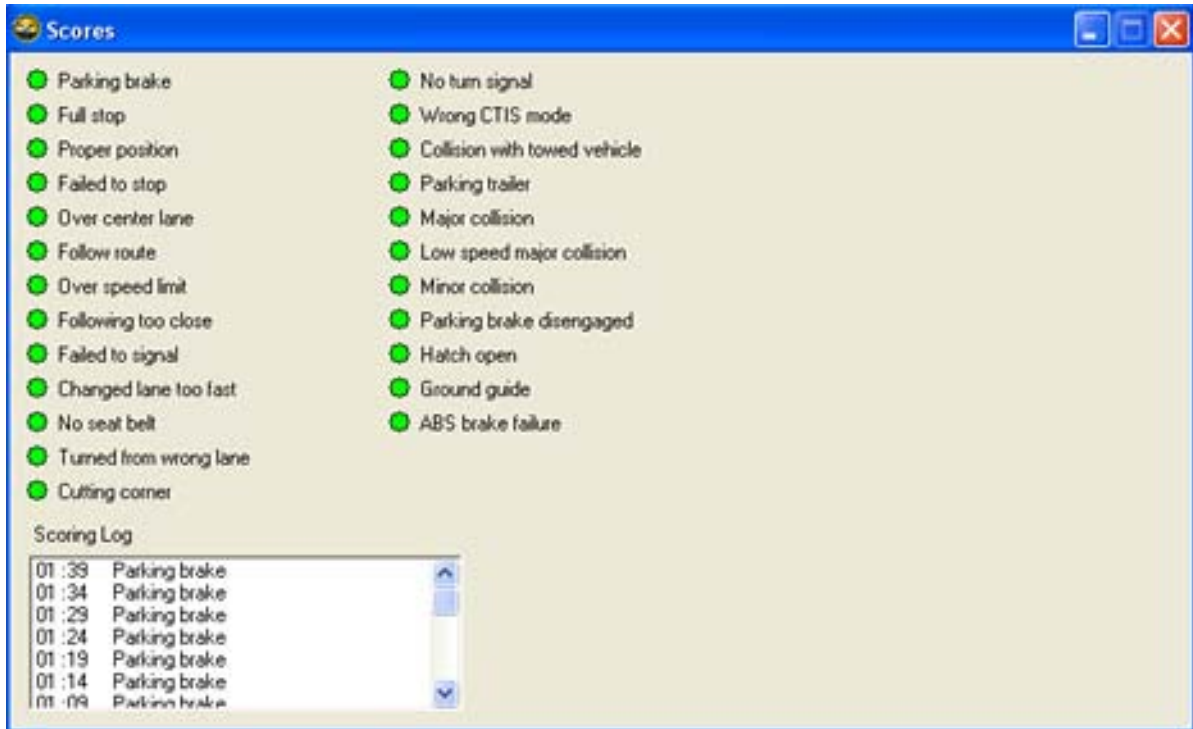 Scores
Parking brake
Full stop
Proper position
Failed to stop
Over center lane
Follow route
Over speed limit
Following too close
Failed to signal
Changed lane too fast
No seat belt
Turned from wrong lane
Cutting corner
No turn signal
Wrong CTIS mode
Collision with towed vehicle
Parking trailer
Major collision
Low speed major collision
Minor collision
Parking brake disengaged
Hatch open
Ground guide
ABS brake failure
Scoring Log
01 :39 Parking brake
01 :34 Parking brake
01 :29 Parking brake
01 :24 Parking brake
01 :19 Parking brake
01 :14 Parking brake
01 :09 Parking brake